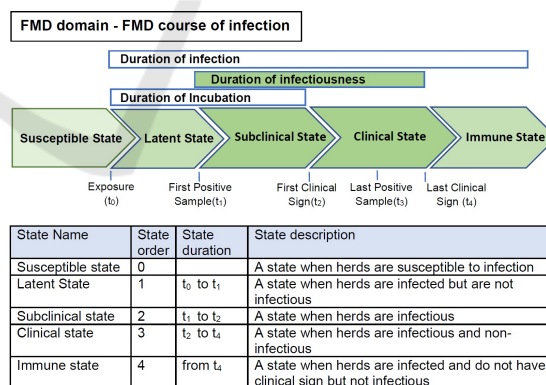 FMD domain - FMD course of infection
Duration of infection
Duration of infectiousness
Duration of Incubation
Susceptible State
Latent State
Subclinical State
Clinical State
Immune State
Exposure
(t₀)
First Positive
Sample(t₁)
First Clinical
Sign(t₂)
Last Positive
Sample(t₃)
Last Clinical
Sign (t₄)
State Name State order State duration State description
Susceptible state 0 A state when herds are susceptible to infection
Latent State 1 t₀ to t₁ A state when herds are infected but are not
infectious
Subclinical state 2 t₁ to t₂ A state when herds are infectious
Clinical state 3 t₂ to t₄ A state when herds are infectious and non-
infectious
Immune state 4 from t₄ A state when herds are infected and do not have
clinical sign but not infectious